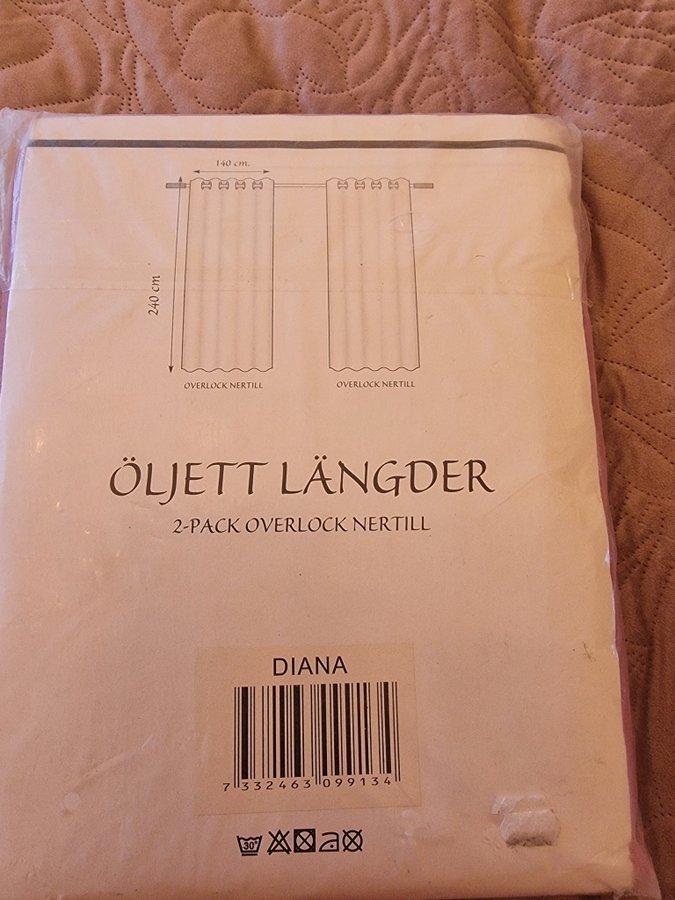 140 cm.
240 cm
OVERLOCK NERTILL
OVERLOCK NERTILL
ÖLJETT LÄNGDER
2-PACK OVERLOCK NERTILL
DIANA
7 332463 099134
30°